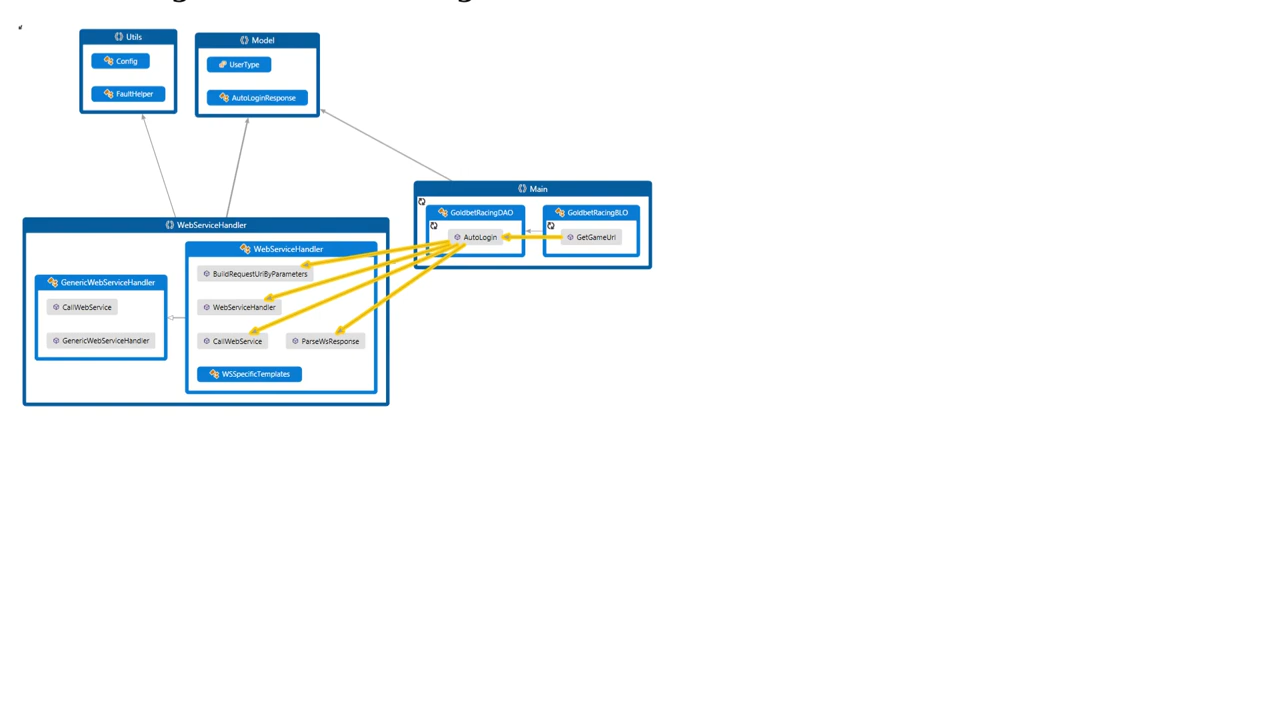 Utils
Config
FaultHelper
Model
UserType
AutoLoginResponse
Main
GoldbetRacingDAO
AutoLogin
GoldbetRacingBLO
GetGameUrl
WebServiceHandler
GenericWebServiceHandler
CallWebService
GenericWebServiceHandler
WebServiceHandler
BuildRequestUriByParameters
WebServiceHandler
CallWebService
ParseWsResponse
WSSpecificTemplates